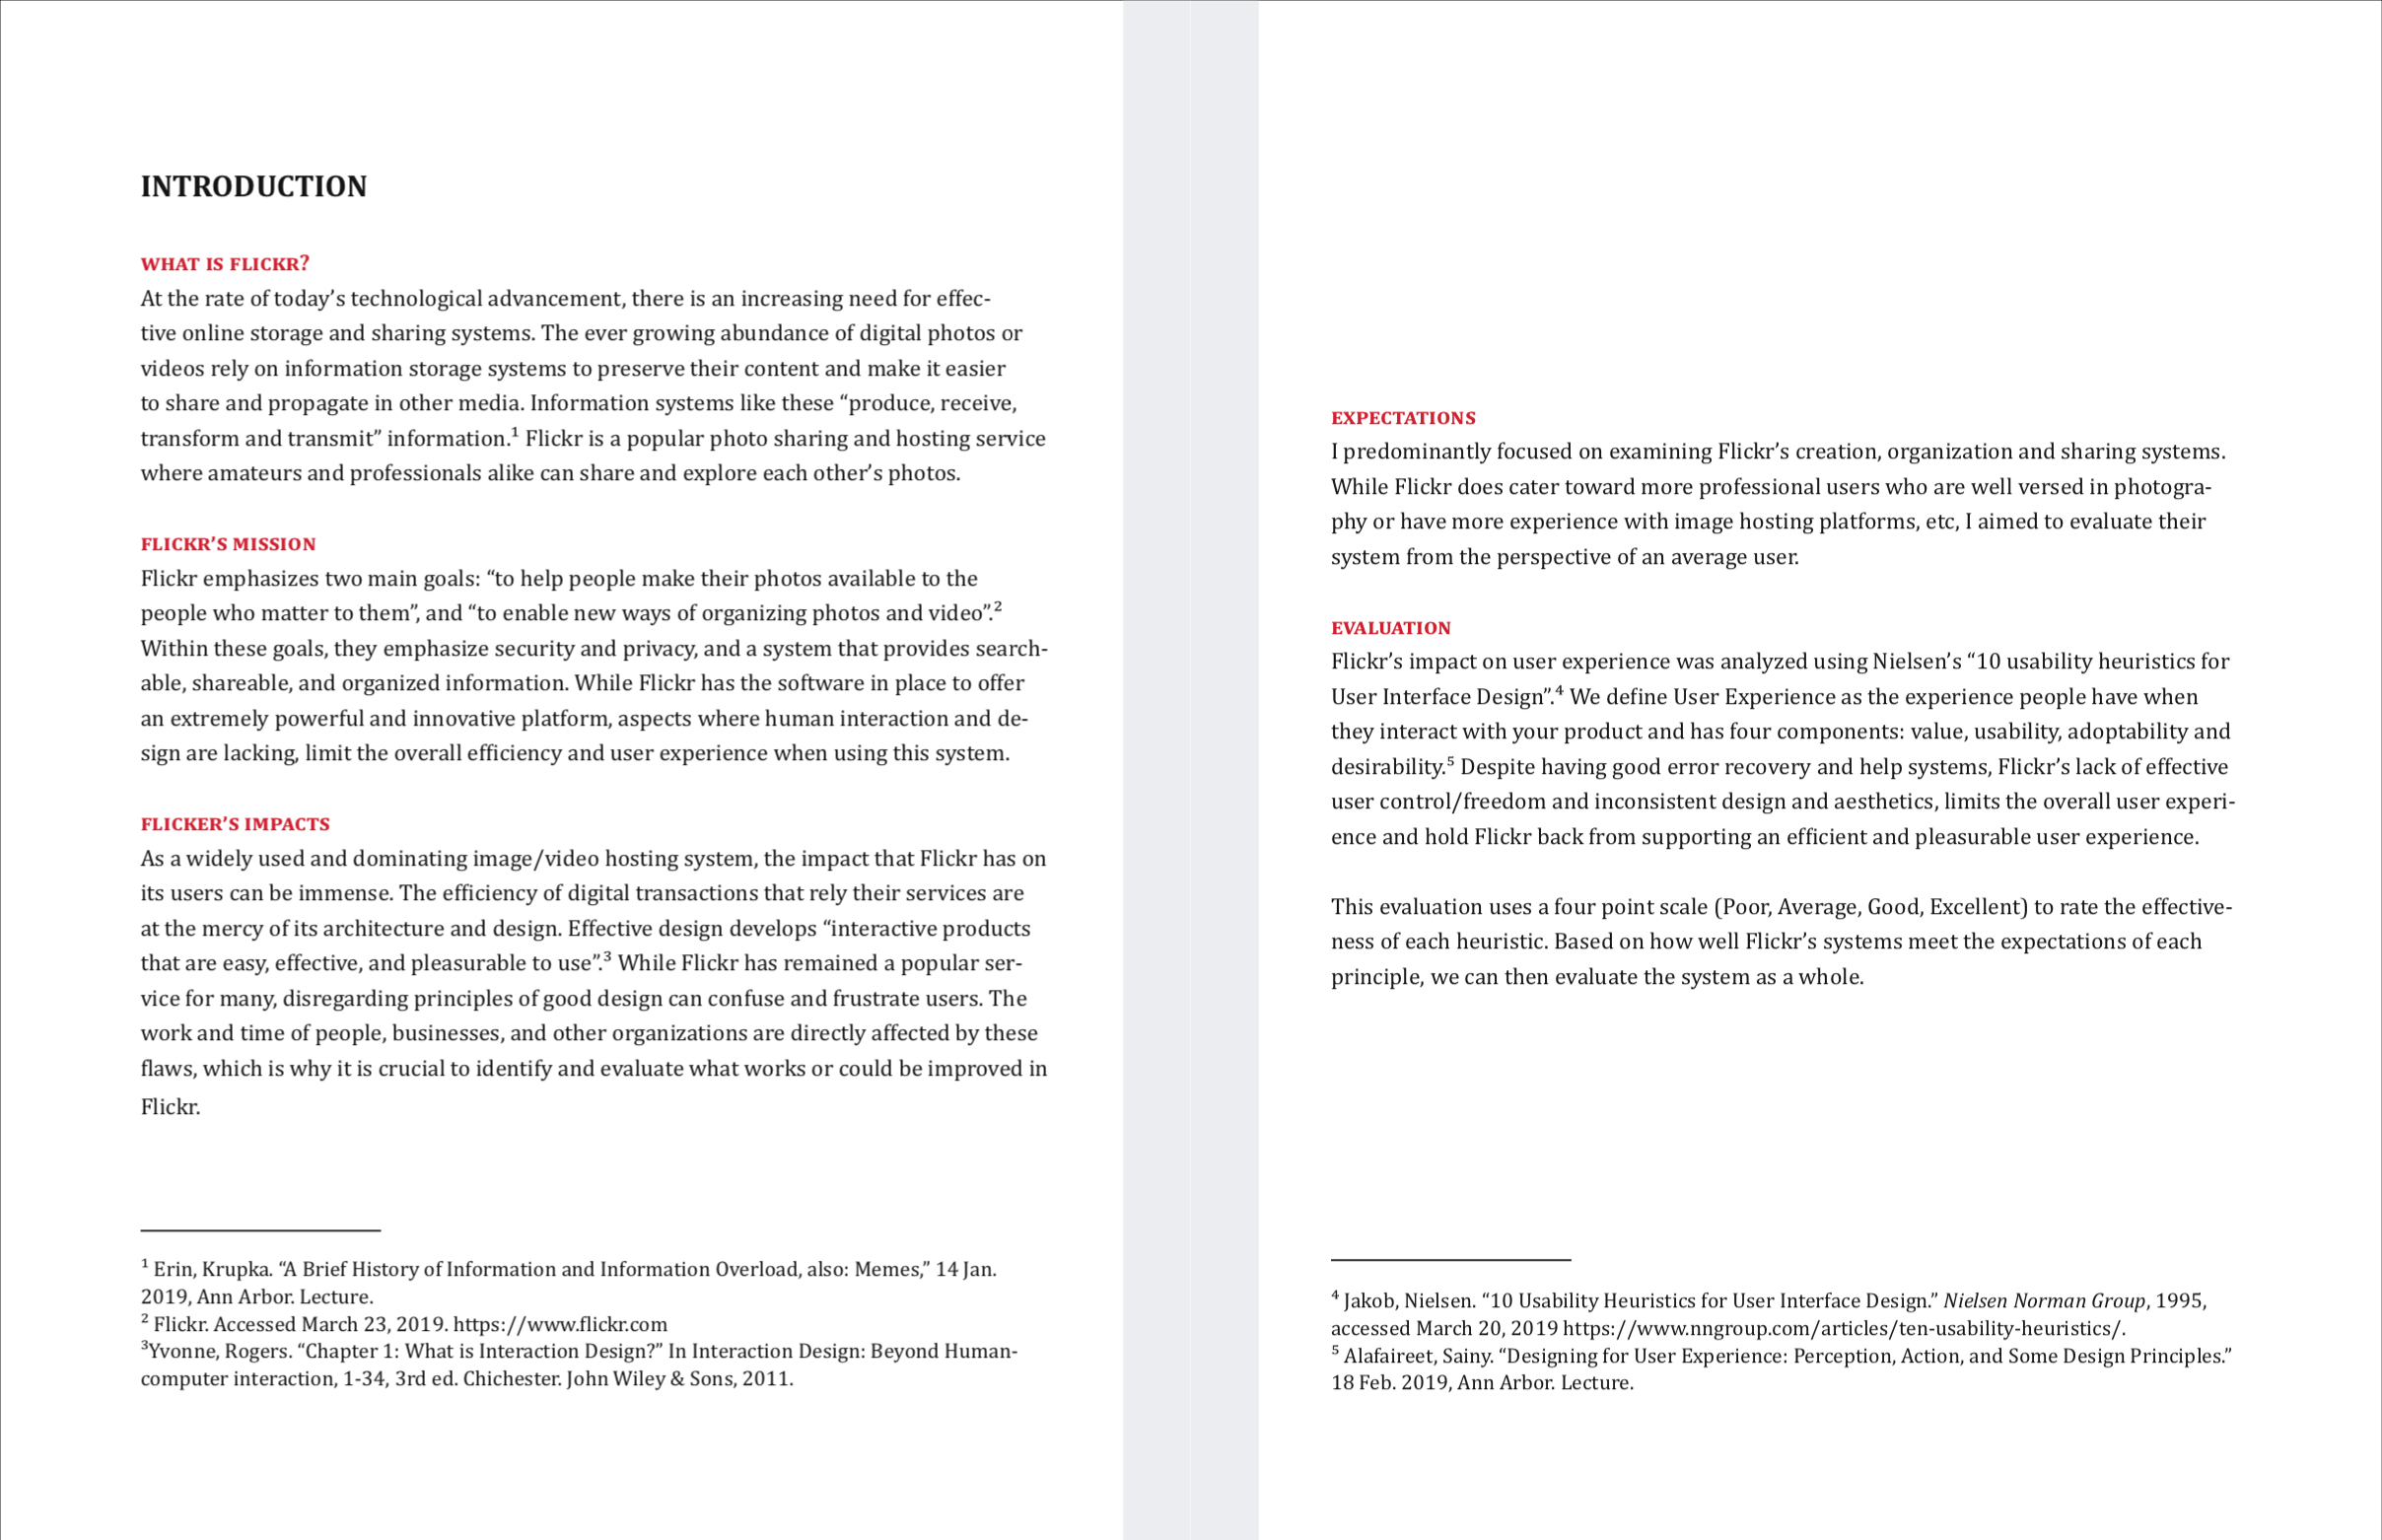 INTRODUCTION
WHAT IS FLICKR?
At the rate of today’s technological advancement, there is an increasing need for effec-
tive online storage and sharing systems. The ever growing abundance of digital photos or
videos rely on information storage systems to preserve their content and make it easier
to share and propagate in other media. Information systems like these “produce, receive,
transform and transmit” information.¹ Flickr is a popular photo sharing and hosting service
where amateurs and professionals alike can share and explore each other’s photos.
FLICKR’S MISSION
Flickr emphasizes two main goals: “to help people make their photos available to the
people who matter to them”, and “to enable new ways of organizing photos and video”.²
Within these goals, they emphasize security and privacy, and a system that provides search-
able, shareable, and organized information. While Flickr has the software in place to offer
an extremely powerful and innovative platform, aspects where human interaction and de-
sign are lacking, limit the overall efficiency and user experience when using this system.
FLICKER’S IMPACTS
As a widely used and dominating image/video hosting system, the impact that Flickr has on
its users can be immense. The efficiency of digital transactions that rely their services are
at the mercy of its architecture and design. Effective design develops “interactive products
that are easy, effective, and pleasurable to use”.³ While Flickr has remained a popular ser-
vice for many, disregarding principles of good design can confuse and frustrate users. The
work and time of people, businesses, and other organizations are directly affected by these
flaws, which is why it is crucial to identify and evaluate what works or could be improved in
Flickr.
¹ Erin, Krupka. “A Brief History of Information and Information Overload, also: Memes,” 14 Jan.
2019, Ann Arbor. Lecture.
² Flickr. Accessed March 23, 2019. https://www.flickr.com
³Yvonne, Rogers. “Chapter 1: What is Interaction Design?” In Interaction Design: Beyond Human-
computer interaction, 1-34, 3rd ed. Chichester. John Wiley & Sons, 2011.
EXPECTATIONS
I predominantly focused on examining Flickr’s creation, organization and sharing systems.
While Flickr does cater toward more professional users who are well versed in photogra-
phy or have more experience with image hosting platforms, etc, I aimed to evaluate their
system from the perspective of an average user.
EVALUATION
Flickr’s impact on user experience was analyzed using Nielsen’s “10 usability heuristics for
User Interface Design”.⁴ We define User Experience as the experience people have when
they interact with your product and has four components: value, usability, adoptability and
desirability.⁵ Despite having good error recovery and help systems, Flickr’s lack of effective
user control/freedom and inconsistent design and aesthetics, limits the overall user experi-
ence and hold Flickr back from supporting an efficient and pleasurable user experience.
This evaluation uses a four point scale (Poor, Average, Good, Excellent) to rate the effective-
ness of each heuristic. Based on how well Flickr’s systems meet the expectations of each
principle, we can then evaluate the system as a whole.
⁴ Jakob, Nielsen. “10 Usability Heuristics for User Interface Design.” Nielsen Norman Group, 1995,
accessed March 20, 2019 https://www.nngroup.com/articles/ten-usability-heuristics/.
⁵ Alafaireet, Sainy. “Designing for User Experience: Perception, Action, and Some Design Principles.”
18 Feb. 2019, Ann Arbor. Lecture.